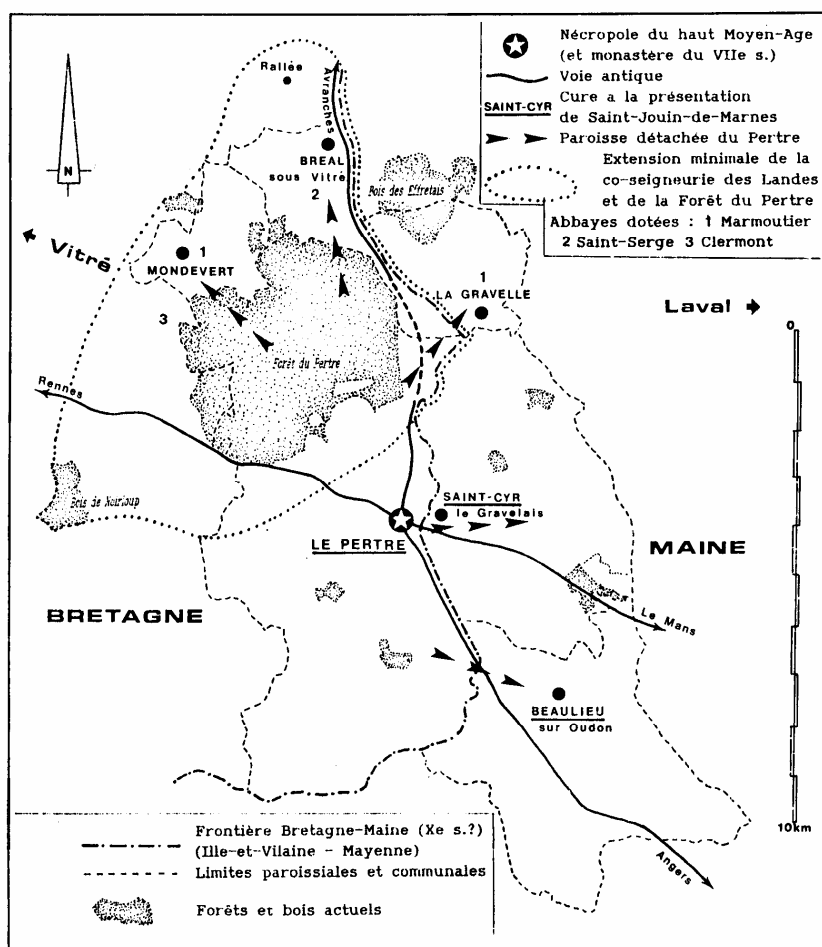 Nécropole du haut Moyen-Age
(et monastère du VIIe s.)
Voie antique
SAINT-CYR
Cure a la présentation
de Saint-Jouin-de-Marnes
Paroisse détachée du Pertre
Extension minimale de la
co-seigneurie des Landes
et de la Forêt du Pertre
Abbayes dotées : 1 Marmoutier
2 Saint-Serge 3 Clermont
Rallée
Avranches
BREAL
sous Vitré
2
Bois des Effretais
N
Vitré
1
MONDEVERT
1
LA GRAVELLE
Laval
3
0
Forêt du Pertre
Rennes
Bois de Nourloup
SAINT-CYR
le Gravelais
LE PERTRE
MAINE
BRETAGNE
Le Mans
BEAULIEU
sur Oudon
10km
Angers
Frontière Bretagne-Maine (Xe s.?)
(Ille-et-Vilaine - Mayenne)
Limites paroissiales et communales
Forêts et bois actuels